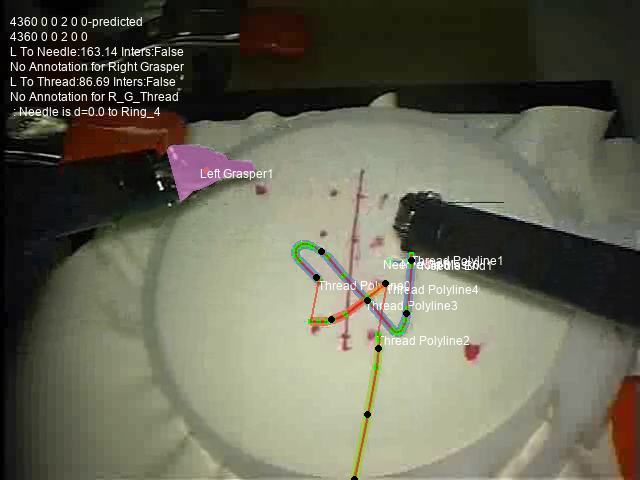 4360 0 0 2 0 0-predicted
4360 0 0 2 0 0
L To Needle:163.14 Inters:False
No Annotation for Right Grasper
L To Thread:86.69 Inters:False
No Annotation for R_G_Thread
: Needle is d=0.0 to Ring_4
Left Grasper1
Thread Polyline1
End1
Thread
Thread Polyline4
Thread Polyline3
Thread Polyline2